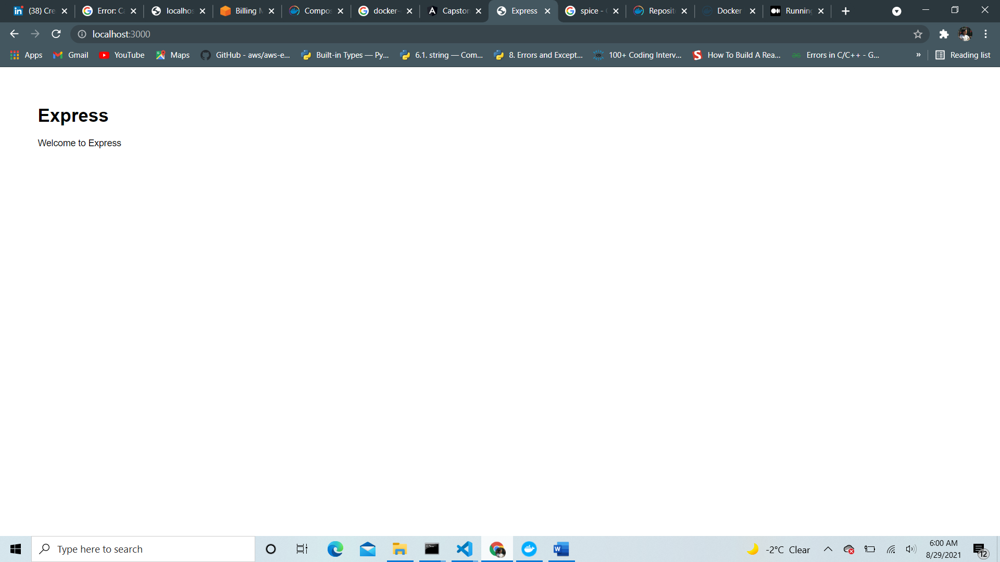 (38) Cre
Error: Ca
localhos
Billing M
Compos
docker-
Capston
Express
spice - G
Reposit
Docker
Running
localhost:3000
Apps
Gmail
YouTube
Maps
GitHub - aws/aws-e...
Built-in Types — Py...
6.1. string — Com...
8. Errors and Except...
100+ Coding Interv...
How To Build A Rea...
Errors in C/C++ - G...
»
Reading list
Express
Welcome to Express
Type here to search
-2°C Clear
6:00 AM
8/29/2021
12